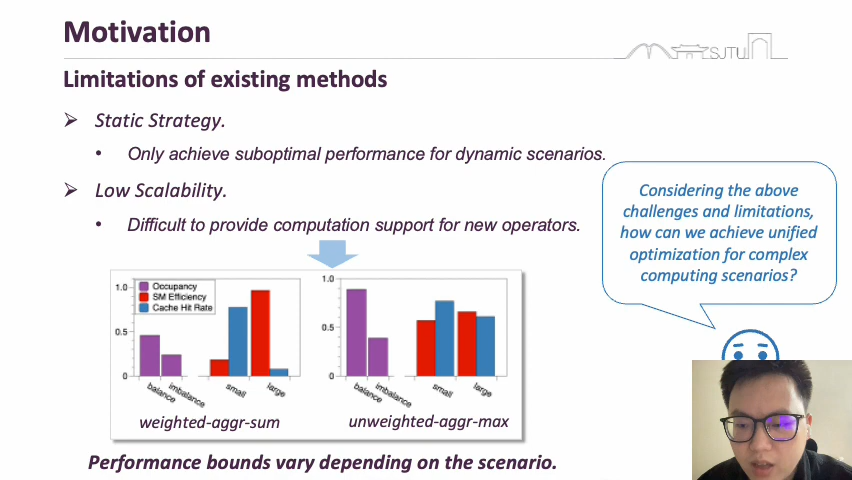 Motivation
SJTU
Limitations of existing methods
➢ Static Strategy.
• Only achieve suboptimal performance for dynamic scenarios.
➢ Low Scalability.
• Difficult to provide computation support for new operators.
Considering the above
challenges and limitations,
how can we achieve unified
optimization for complex
computing scenarios?
1.0
0.5
0
Occupancy
SM Efficiency
Cache Hit Rate
balance
imbalance
small
large
weighted-aggr-sum
1.0
0.5
0
balance
imbalance
small
large
unweighted-aggr-max
Performance bounds vary depending on the scenario.